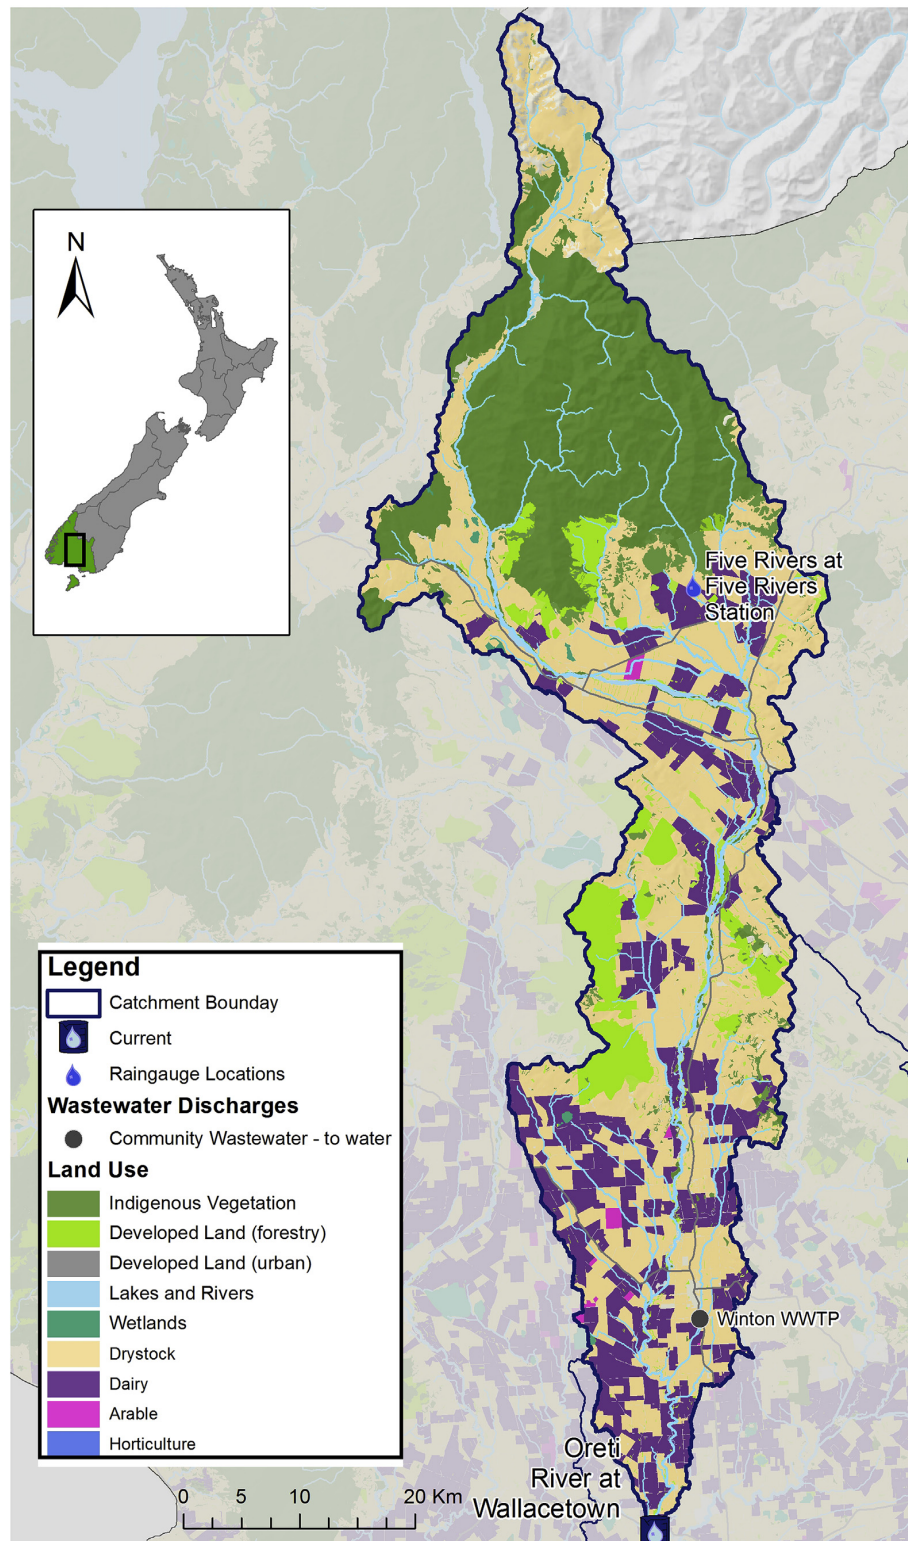 N
Five Rivers at
Five Rivers
Station
Legend
Catchment Bounday
Current
Raingauge Locations
Wastewater Discharges
Community Wastewater - to water
Land Use
Indigenous Vegetation
Developed Land (forestry)
Developed Land (urban)
Lakes and Rivers
Wetlands
Drystock
Dairy
Arable
Horticulture
Winton WWTP
Oreti
River at
Wallacetown
0 5 10 20 Km